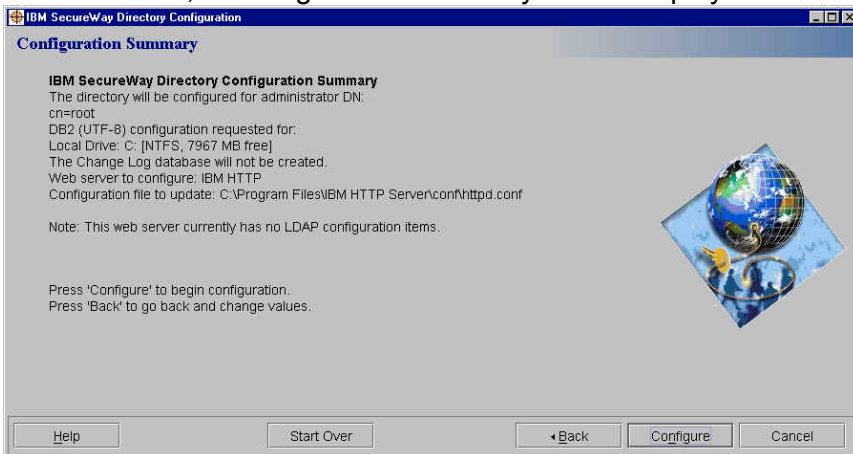 IBM SecureWay Directory Configuration
Configuration Summary
IBM SecureWay Directory Configuration Summary
The directory will be configured for administrator DN:
cn=root
DB2 (UTF-8) configuration requested for:
Local Drive: C: [NTFS, 7967 MB free]
The Change Log database will not be created.
Web server to configure: IBM HTTP
Configuration file to update: C:\Program Files\IBM HTTP Server\conf\httpd.conf
Note: This web server currently has no LDAP configuration items.
Press 'Configure' to begin configuration.
Press 'Back' to go back and change values.
Help Start Over Back Configure Cancel